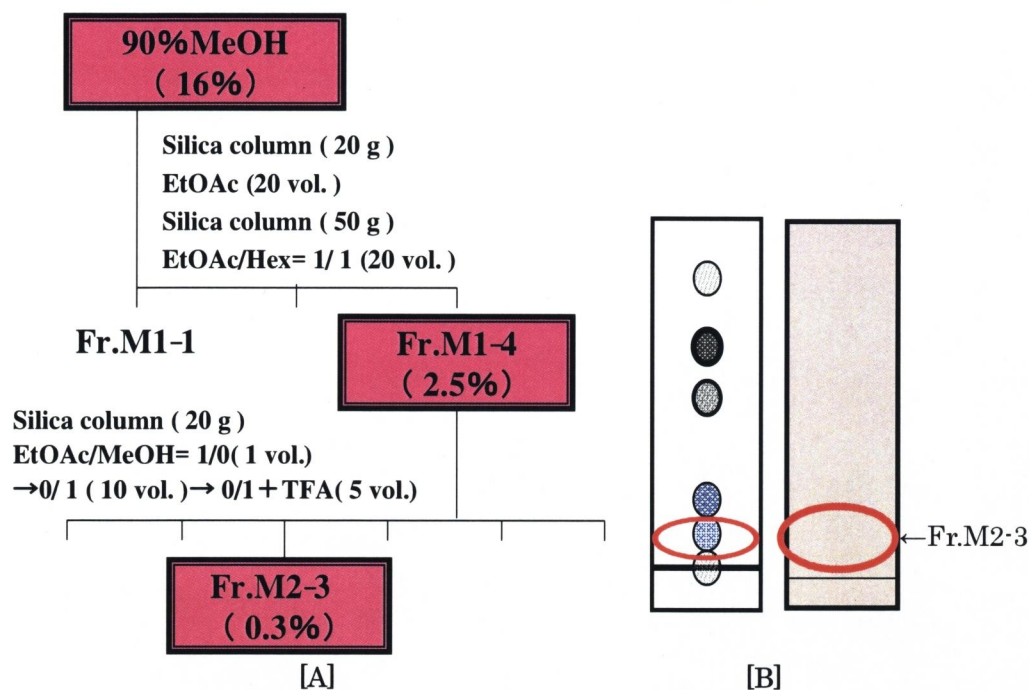 90%MeOH
( 16%)
Silica column ( 20 g )
EtOAc (20 vol. )
Silica column ( 50 g )
EtOAc/Hex= 1/ 1 (20 vol. )
Fr.M1-1
Fr.M1-4
( 2.5%)
Silica column ( 20 g )
EtOAc/MeOH= 1/0( 1 vol.)
→0/ 1 ( 10 vol. )→ 0/1＋TFA( 5 vol.)
Fr.M2-3
( 0.3%)
[A]
←Fr.M2-3
[B]